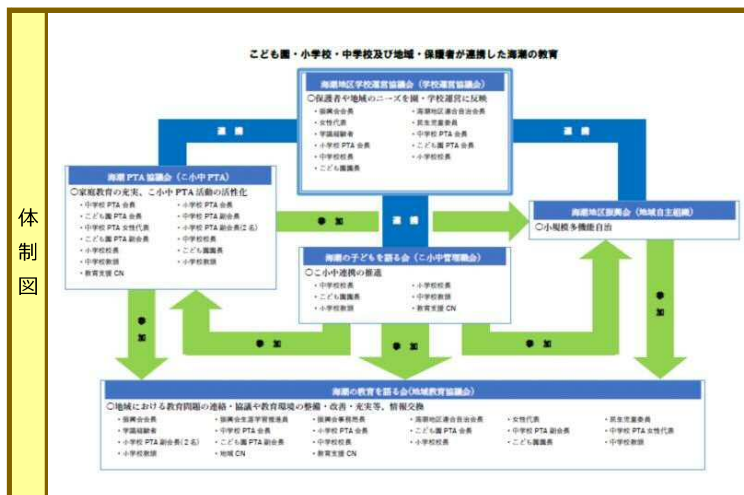 体制図
こども園・小学校・中学校及び地域・保護者が連携した海潮の教育
海潮地区学校運営協議会（学校運営協議会）
〇保護者や地域のニーズを園・学校運営に反映
・振興会会長　・海潮地区連合自治会長
・女性代表　・民生児童委員
・学識経験者　・中学校 PTA 会長
・小学校 PTA 会長　・こども園 PTA 会長
・中学校校長　・小学校校長
・こども園園長
連携
連携
海潮 PTA 協議会（こ小中 PTA）
〇家庭教育の充実、こ小中 PTA 活動の活性化
・中学校 PTA 会長　・小学校 PTA 会長
・こども園 PTA 会長　・中学校 PTA 副会長
・中学校 PTA 女性代表　・小学校 PTA 副会長(２名)
・こども園 PTA 副会長　・中学校校長
・小学校校長　・こども園園長
・中学校教頭　・小学校教頭
・教育支援 CN
参加
連携
海潮地区振興会（地域自主組織）
〇小規模多機能自治
海潮の子どもを語る会（こ小中管理職会）
〇こ小中連携の推進
・中学校校長　・小学校校長
・こども園園長　・中学校教頭
・小学校教頭　・教育支援 CN
参加
参加
参加
参加
参加
海潮の教育を語る会(地域教育協議会)
〇地域における教育問題の連絡・協議や教育環境の整備・改善・充実等、情報交換
・振興会会長　・振興会生涯学習推進員　・振興会事務局長　・海潮地区連合自治会長　・女性代表　・民生児童委員
・学識経験者　・中学校 PTA 会長　・小学校 PTA 会長　・こども園 PTA 会長　・中学校 PTA 副会長　・中学校 PTA 女性代表
・小学校 PTA 副会長(２名)　・こども園 PTA 副会長　・中学校校長　・小学校校長　・こども園園長　・中学校教頭
・小学校教頭　・地域 CN　・教育支援 CN